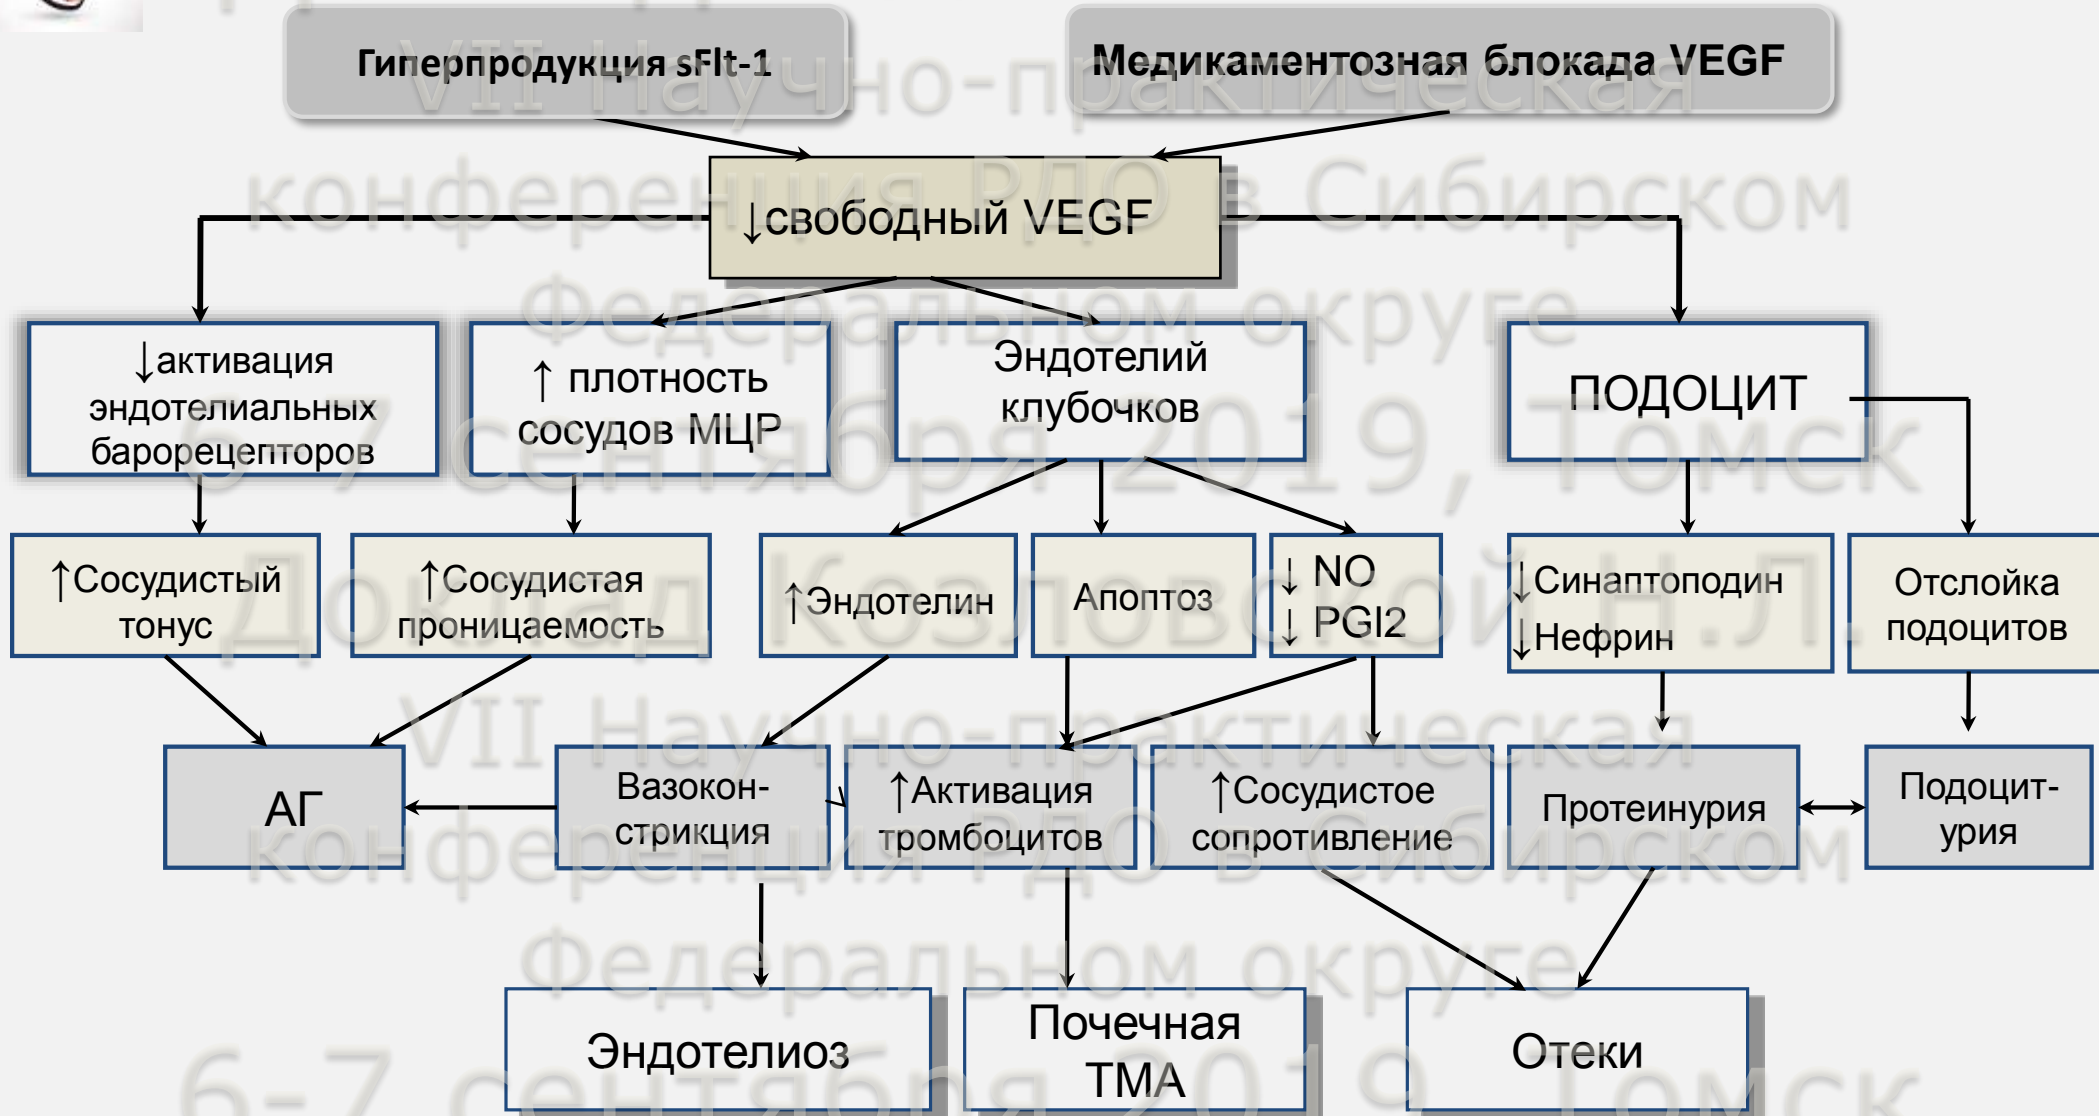 Гиперпродукция sFlt-1
Медикаментозная блокада VEGF
↓свободный VEGF
↓активация
эндотелиальных
барорецепторов
↑ плотность
сосудов МЦР
Эндотелий
клубочков
ПОДОЦИТ
↑Сосудистый
тонус
↑Сосудистая
проницаемость
↑Эндотелин
Апоптоз
↓ NO
↓ PGI2
↓Синаптоподин
↓Нефрин
Отслойка
подоцитов
АГ
Вазокон-
стрикция
↑Активация
тромбоцитов
↑Сосудистое
сопротивление
Протеинурия
Подоцит-
урия
Эндотелиоз
Почечная
ТМА
Отеки
VII Научно-практическая
конференция РДО в Сибирском
Федеральном округе
6-7 сентября 2019, Томск
Доклад Козловской Н.Л.
VII Научно-практическая
конференция РДО в Сибирском
Федеральном округе
6-7 сентября 2019, Томск